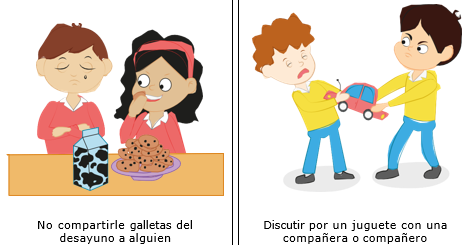 No compartirle galletas del
desayuno a alguien
Discutir por un juguete con una
compañera o compañero